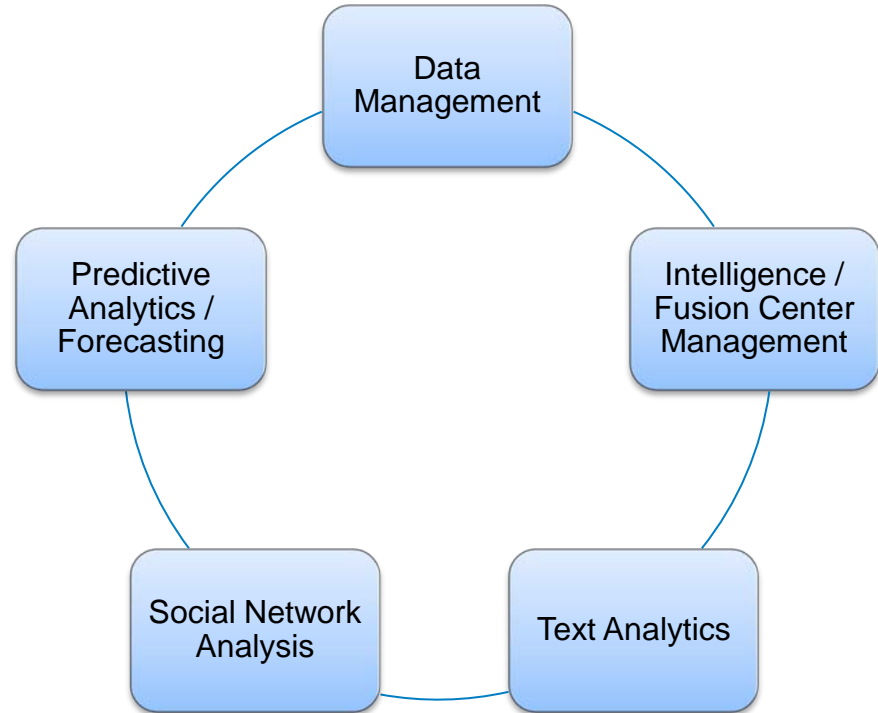 Data
Management
Predictive
Analytics /
Forecasting
Intelligence /
Fusion Center
Management
Social Network
Analysis
Text Analytics